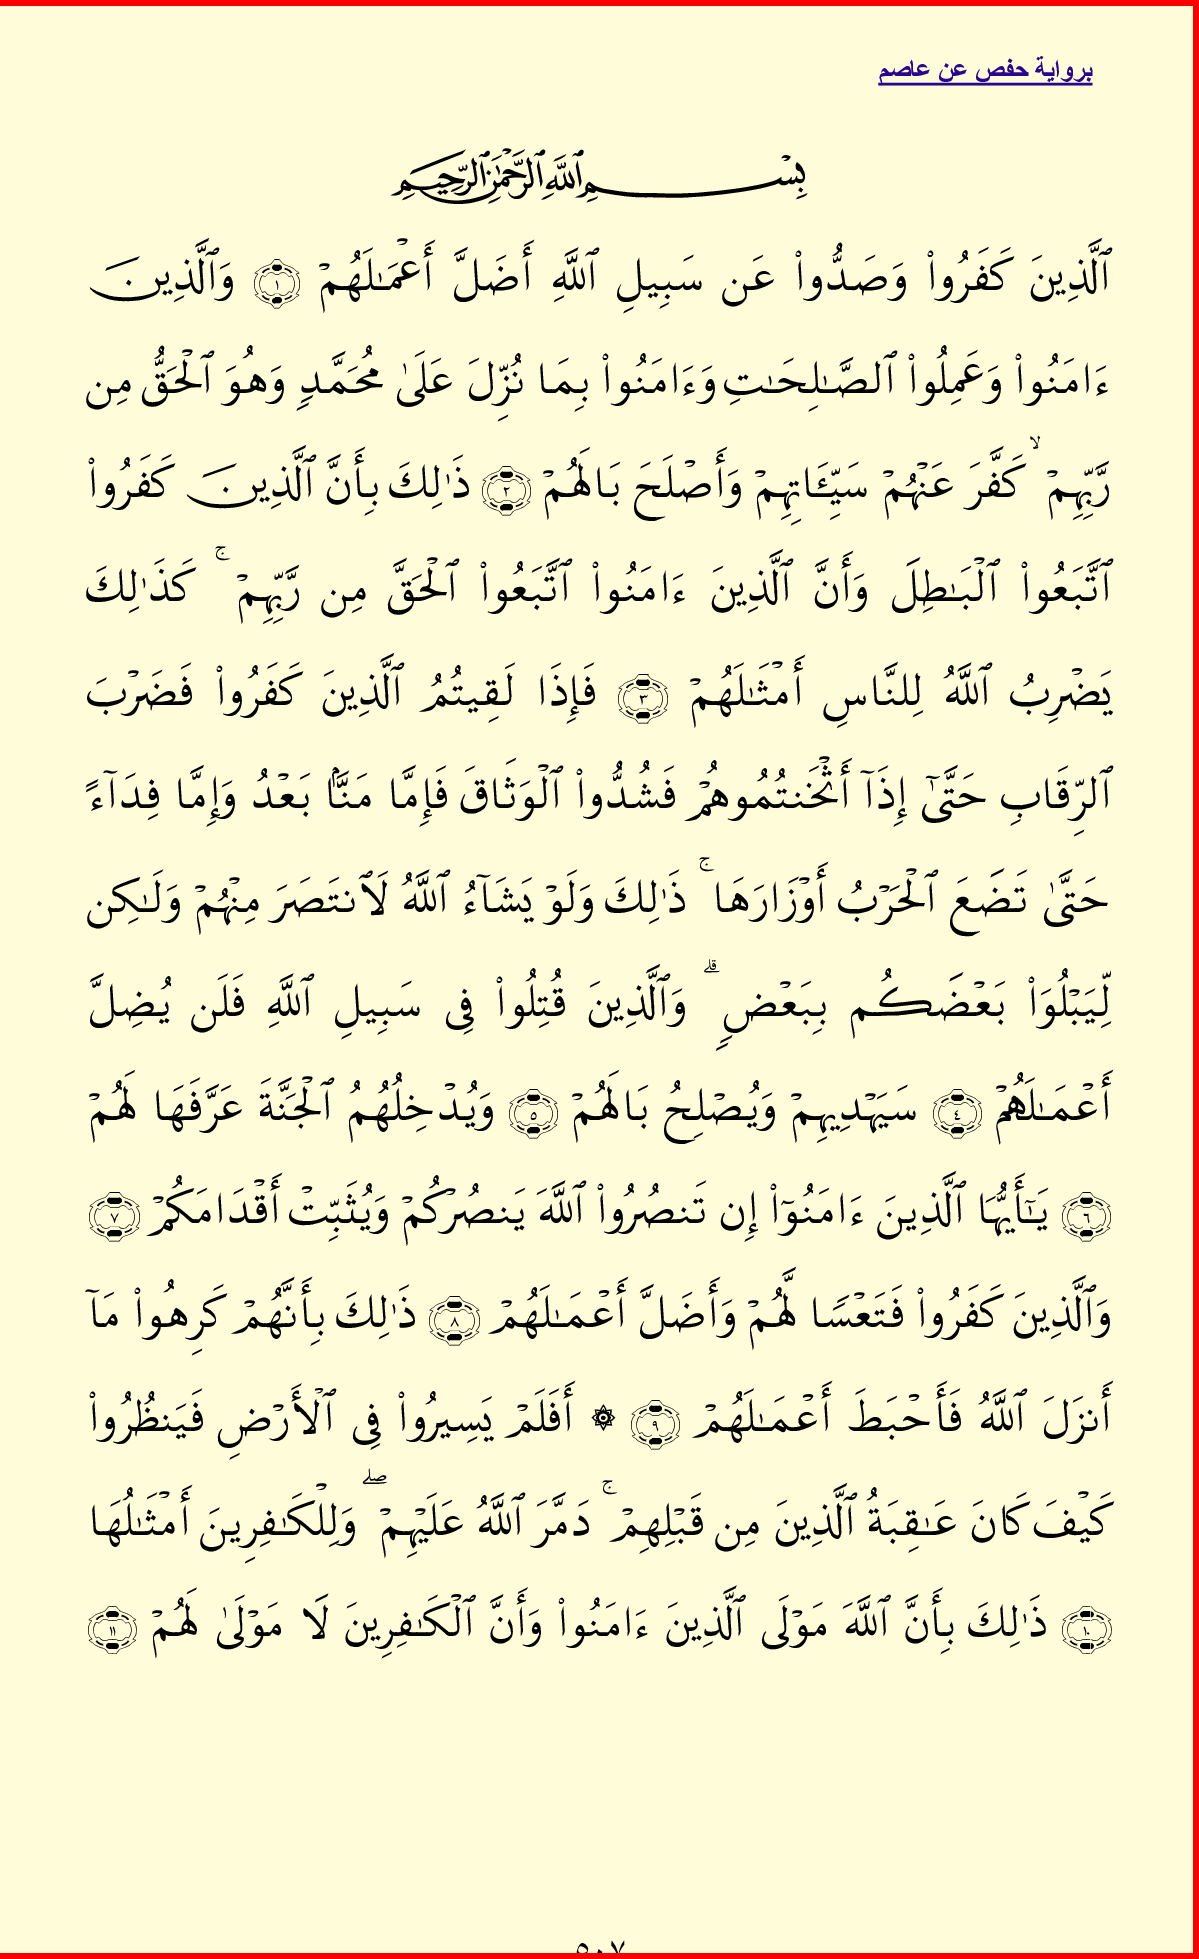 برواية حفص عن عاصم
بِسْمِ ٱللَّهِ ٱلرَّحْمَٰنِ ٱلرَّحِيمِ
ٱلَّذِينَ كَفَرُوا۟ وَصَدُّوا۟ عَن سَبِيلِ ٱللَّهِ أَضَلَّ أَعْمَٰلَهُمْ ١ وَٱلَّذِينَ
ءَامَنُوا۟ وَعَمِلُوا۟ ٱلصَّٰلِحَٰتِ وَءَامَنُوا۟ بِمَا نُزِّلَ عَلَىٰ مُحَمَّدٍ وَهُوَ ٱلْحَقُّ مِن
رَّبِّهِمْ ۙ كَفَّرَ عَنْهُمْ سَيِّـَٔاتِهِمْ وَأَصْلَحَ بَالَهُمْ ٢ ذَٰلِكَ بِأَنَّ ٱلَّذِينَ كَفَرُوا۟
ٱتَّبَعُوا۟ ٱلْبَٰطِلَ وَأَنَّ ٱلَّذِينَ ءَامَنُوا۟ ٱتَّبَعُوا۟ ٱلْحَقَّ مِن رَّبِّهِمْ ۚ كَذَٰلِكَ
يَضْرِبُ ٱللَّهُ لِلنَّاسِ أَمْثَٰلَهُمْ ٣ فَإِذَا لَقِيتُمُ ٱلَّذِينَ كَفَرُوا۟ فَضَرْبَ
ٱلرِّقَابِ حَتَّىٰٓ إِذَآ أَثْخَنتُمُوهُمْ فَشُدُّوا۟ ٱلْوَثَاقَ فَإِمَّا مَنًّۢا بَعْدُ وَإِمَّا فِدَآءً
حَتَّىٰ تَضَعَ ٱلْحَرْبُ أَوْزَارَهَا ۚ ذَٰلِكَ وَلَوْ يَشَآءُ ٱللَّهُ لَٱنتَصَرَ مِنْهُمْ وَلَٰكِن
لِّيَبْلُوَا۟ بَعْضَكُم بِبَعْضٍ ۗ وَٱلَّذِينَ قُتِلُوا۟ فِى سَبِيلِ ٱللَّهِ فَلَن يُضِلَّ
أَعْمَٰلَهُمْ ٤ سَيَهْدِيهِمْ وَيُصْلِحُ بَالَهُمْ ٥ وَيُدْخِلُهُمُ ٱلْجَنَّةَ عَرَّفَهَا لَهُمْ
٦ يَٰٓأَيُّهَا ٱلَّذِينَ ءَامَنُوٓا۟ إِن تَنصُرُوا۟ ٱللَّهَ يَنصُرْكُمْ وَيُثَبِّتْ أَقْدَامَكُمْ ٧
وَٱلَّذِينَ كَفَرُوا۟ فَتَعْسًا لَّهُمْ وَأَضَلَّ أَعْمَٰلَهُمْ ٨ ذَٰلِكَ بِأَنَّهُمْ كَرِهُوا۟ مَآ
أَنزَلَ ٱللَّهُ فَأَحْبَطَ أَعْمَٰلَهُمْ ٩ ۞ أَفَلَمْ يَسِيرُوا۟ فِى ٱلْأَرْضِ فَيَنظُرُوا۟
كَيْفَ كَانَ عَٰقِبَةُ ٱلَّذِينَ مِن قَبْلِهِمْ ۚ دَمَّرَ ٱللَّهُ عَلَيْهِمْ ۖ وَلِلْكَٰفِرِينَ أَمْثَٰلُهَا
١٠ ذَٰلِكَ بِأَنَّ ٱللَّهَ مَوْلَى ٱلَّذِينَ ءَامَنُوا۟ وَأَنَّ ٱلْكَٰفِرِينَ لَا مَوْلَىٰ لَهُمْ ١١
٥٠٧